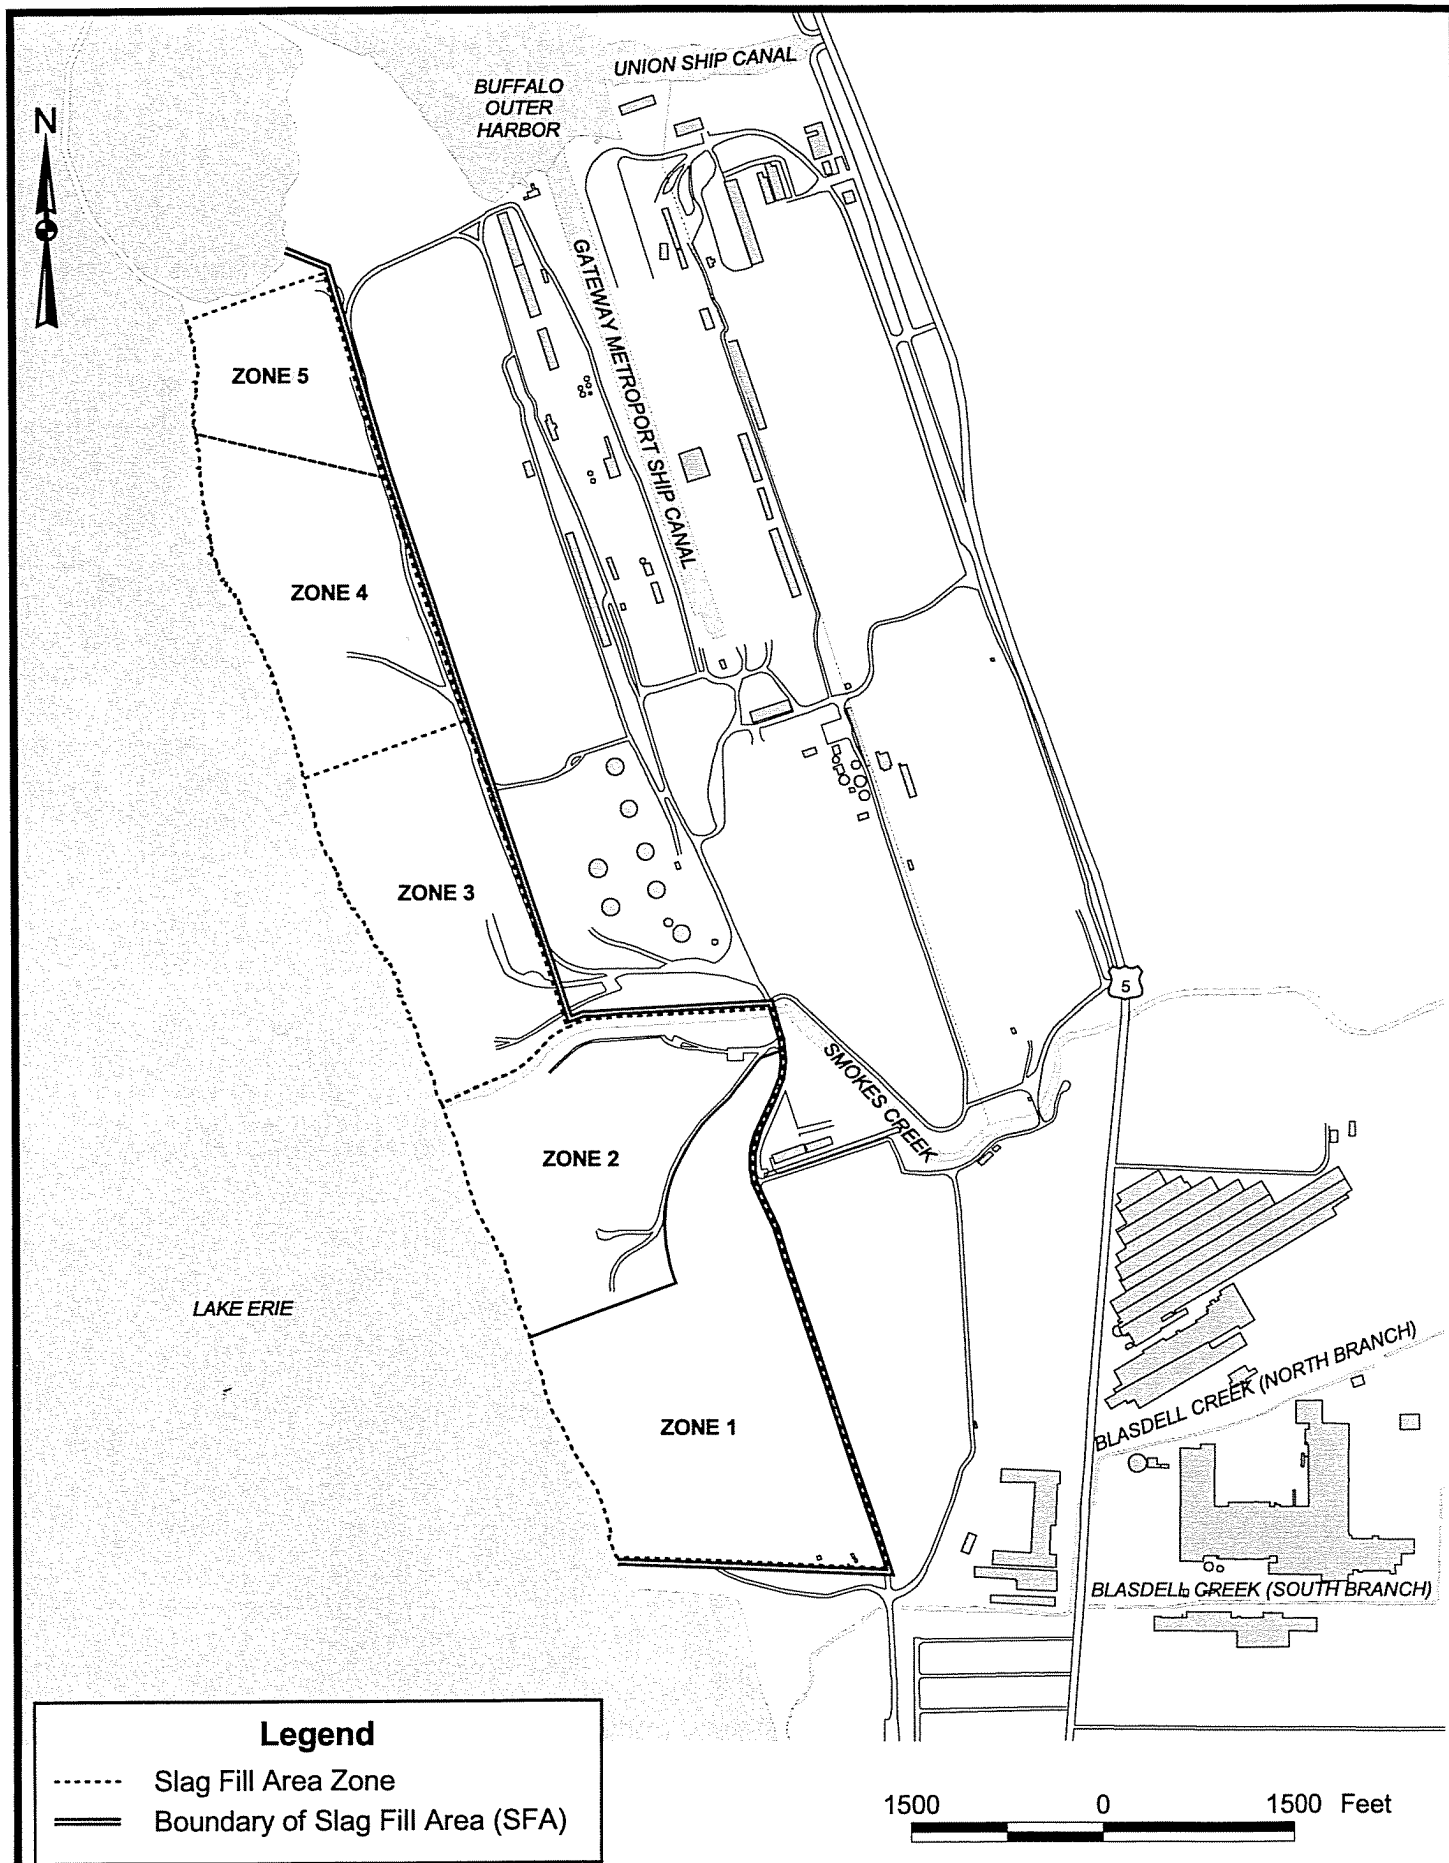 UNION SHIP CANAL
BUFFALO
OUTER
HARBOR
N
GATEWAY METROPORT SHIP CANAL
ZONE 5
ZONE 4
ZONE 3
5
SMOKES CREEK
ZONE 2
LAKE ERIE
BLASDELL CREEK (NORTH BRANCH)
ZONE 1
BLASDELL CREEK (SOUTH BRANCH)
Legend
Slag Fill Area Zone
Boundary of Slag Fill Area (SFA)
1500 0 1500 Feet